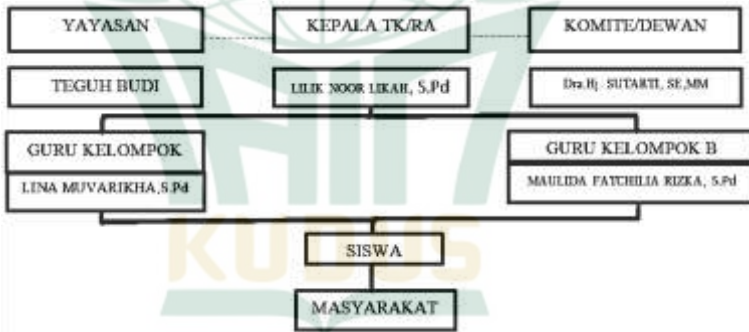 YAYASAN
KEPALA TK/RA
KOMITE/DEWAN
TEGUH BUDI
LILIK NOOR LIKAH, S.Pd
Dra.Hj. SUTARTI, SE,MM
GURU KELOMPOK
GURU KELOMPOK B
LINA MUVARIKHA,S.Pd
MAULIDA FATCHILIA RIZKA, S.Pd
SISWA
KUDUS
MASYARAKAT